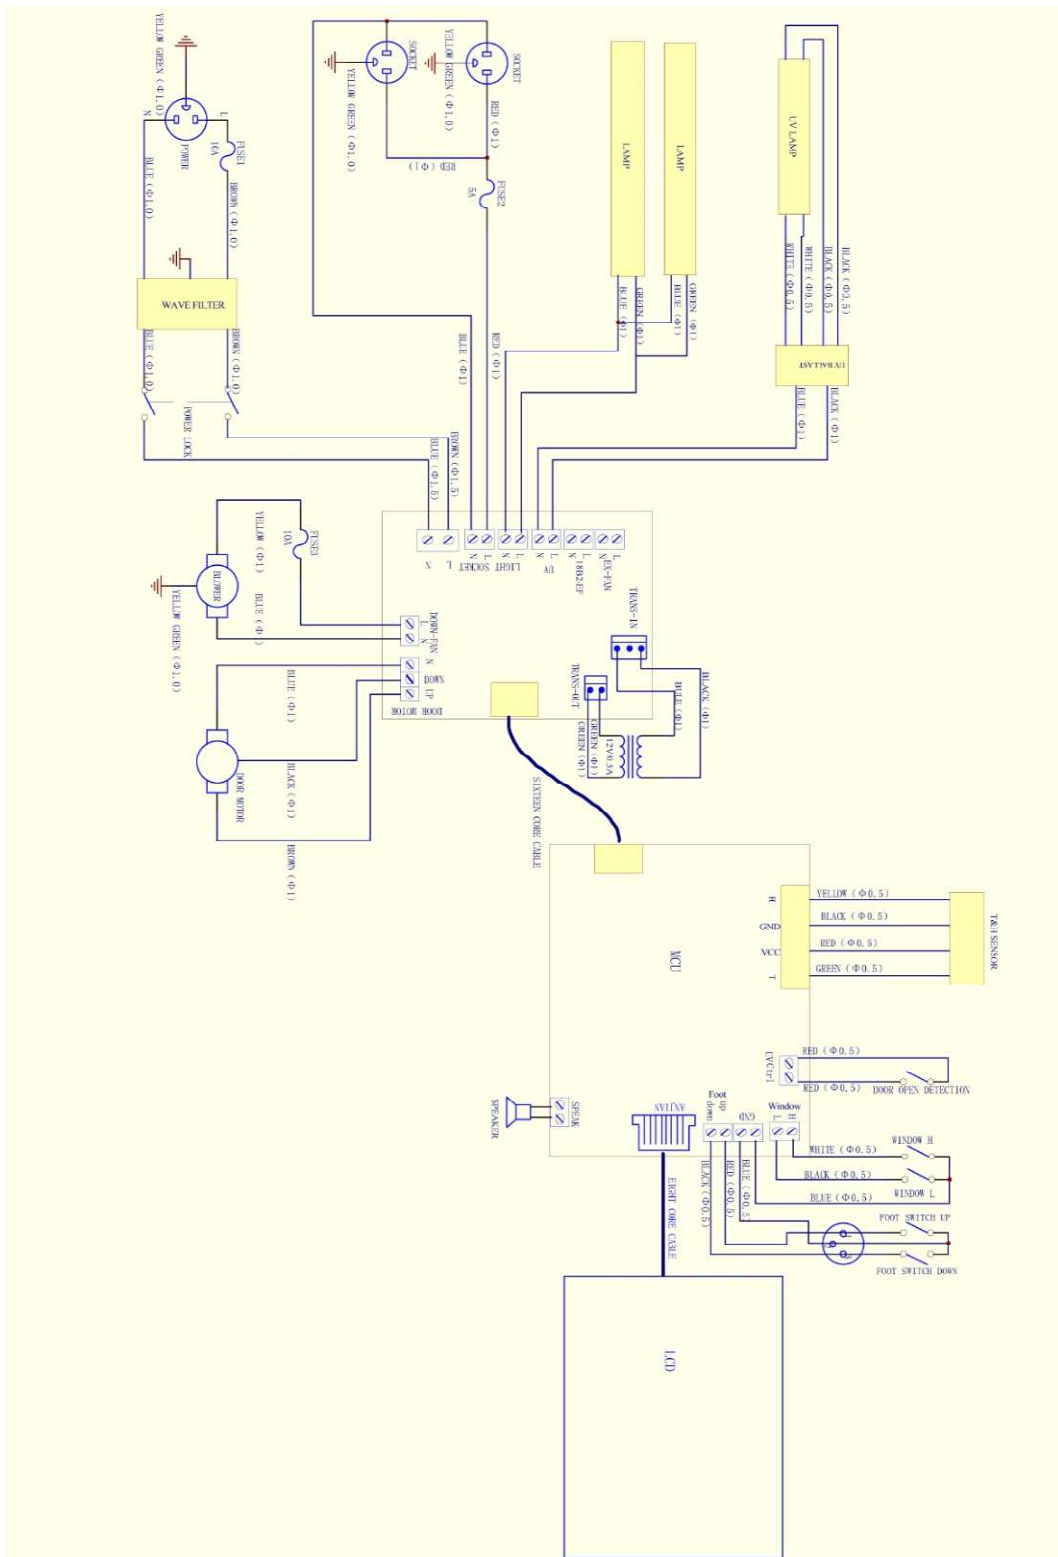 YELLOW GREEN (Φ1.0)
N
L
POWER
FUSE1
10A
BLUE (Φ1.0)
BROWN (Φ1.0)
WAVE FILTER
BLUE (Φ1.0)
BROWN (Φ1.0)
POWER LOCK
BROWN (Φ1.5)
BLUE (Φ1.5)
SOCKET
YELLOW GREEN (Φ1.0)
SOCKET
YELLOW GREEN (Φ1.0)
RED (Φ1)
RED (Φ1)
FUSE2
5A
BLUE (Φ1)
RED (Φ1)
LAMP
LAMP
GREEN (Φ1)
BLUE (Φ1)
GREEN (Φ1)
BLUE (Φ1)
UV LAMP
WHITE (Φ0.5)
WHITE (Φ0.5)
BLACK (Φ0.5)
UVBALLAST
BLUE (Φ1)
BLACK (Φ1)
L
N
L
N
SOCKET
L
N
LIGHT
L
N
UV
L
N
L
N
EX-FAN
TRANS-IN
TRANS-OUT
BLACK (Φ1)
BULE (Φ1)
GREEN (Φ1)
GREEN (Φ1)
12V0.5A
FUSE3
10A
YELLOW (Φ1)
BLOWER
YELLOW GREEN (Φ1.0)
DOWN-FAN
L
N
N
DOWN
UP
DOOR MOTOR
BLUE (Φ1)
BLACK (Φ1)
DOOR MOTOR
BROWN (Φ1)
SIXTEEN CORE CABLE
MCU
H
GND
VCC
T
YELLOW (Φ0.5)
BLACK (Φ0.5)
RED (Φ0.5)
GREEN (Φ0.5)
T&H SENSOR
UVCtrl
RED (Φ0.5)
RED (Φ0.5)
DOOR OPEN DETECTION
SPEAKER
SPEAK
ANJIAN
Foot
up
down
GND
Window
H
L
WHITE (Φ0.5)
BLACK (Φ0.5)
BLUE (Φ0.5)
WINDOW H
WINDOW L
BLUE (Φ0.5)
RED (Φ0.5)
BLACK (Φ0.5)
FOOT SWITCH UP
FOOT SWITCH DOWN
EIGHT CORE CABLE
LCD